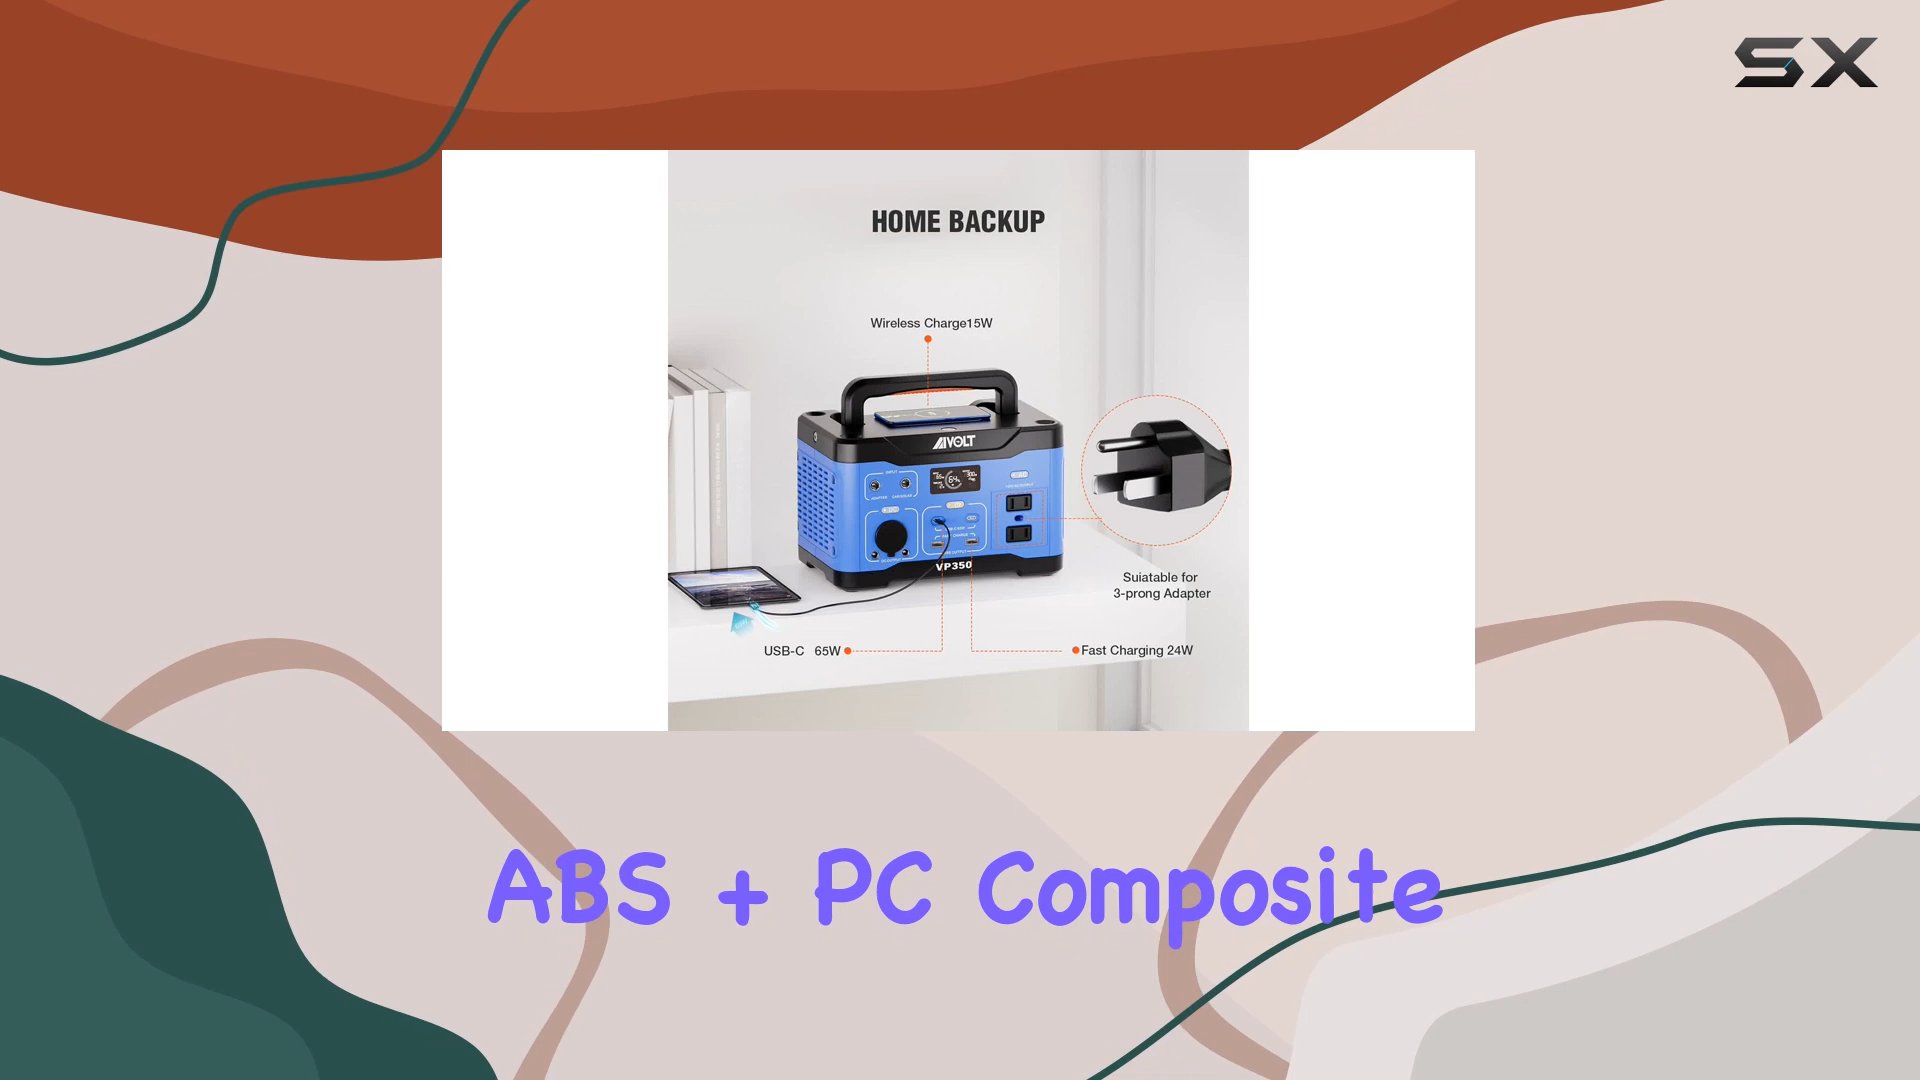 SX
HOME BACKUP
Wireless Charge15W
AIVOLT
INPUT
VP350
Suiatable for
3-prong Adapter
USB-C 65W
Fast Charging 24W
ABS + PC Composite